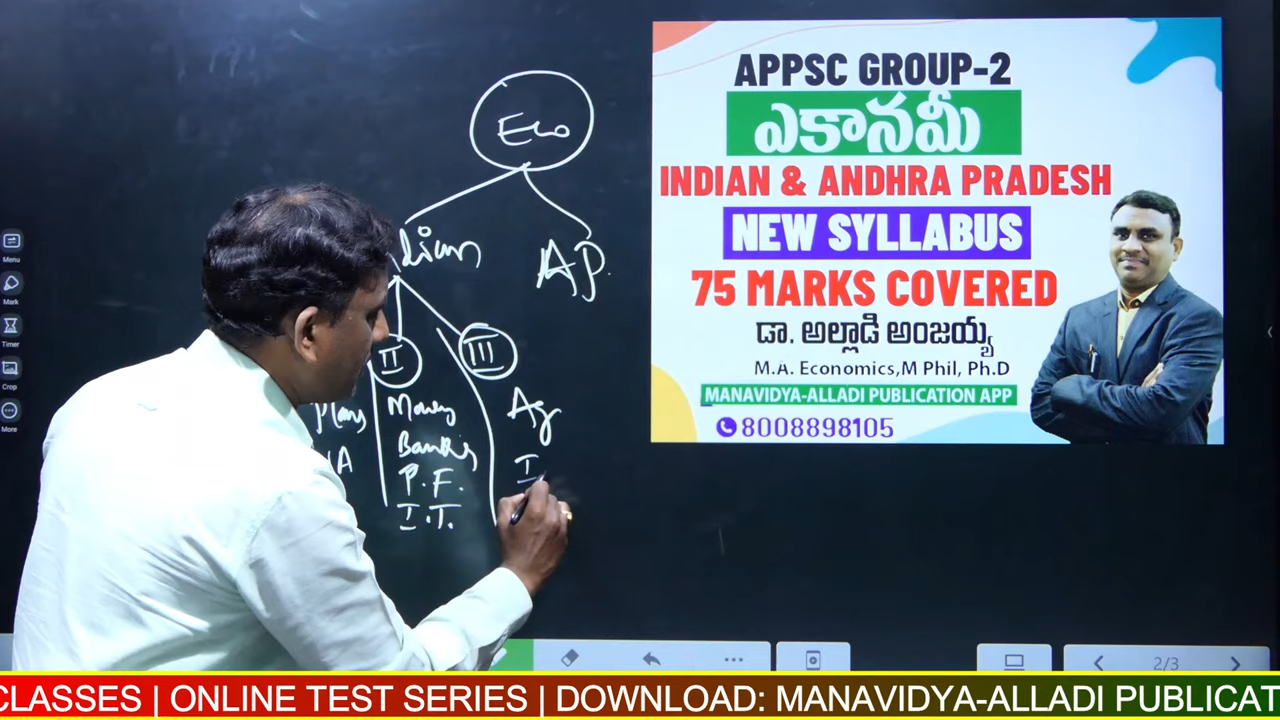 Eco
dian
AP.
II
III
Plans
Money
Ag
Banking
IA
P.F.
I
I.T.
APPSC GROUP-2
ఎకానమీ
INDIAN & ANDHRA PRADESH
NEW SYLLABUS
75 MARKS COVERED
డా. అల్లాడి అంజయ్య
M.A. Economics,M Phil, Ph.D
MANAVIDYA-ALLADI PUBLICATION APP
8008898105
Menu
Mark
Timer
Crop
More
2/3
CLASSES | ONLINE TEST SERIES | DOWNLOAD: MANAVIDYA-ALLADI PUBLICAT